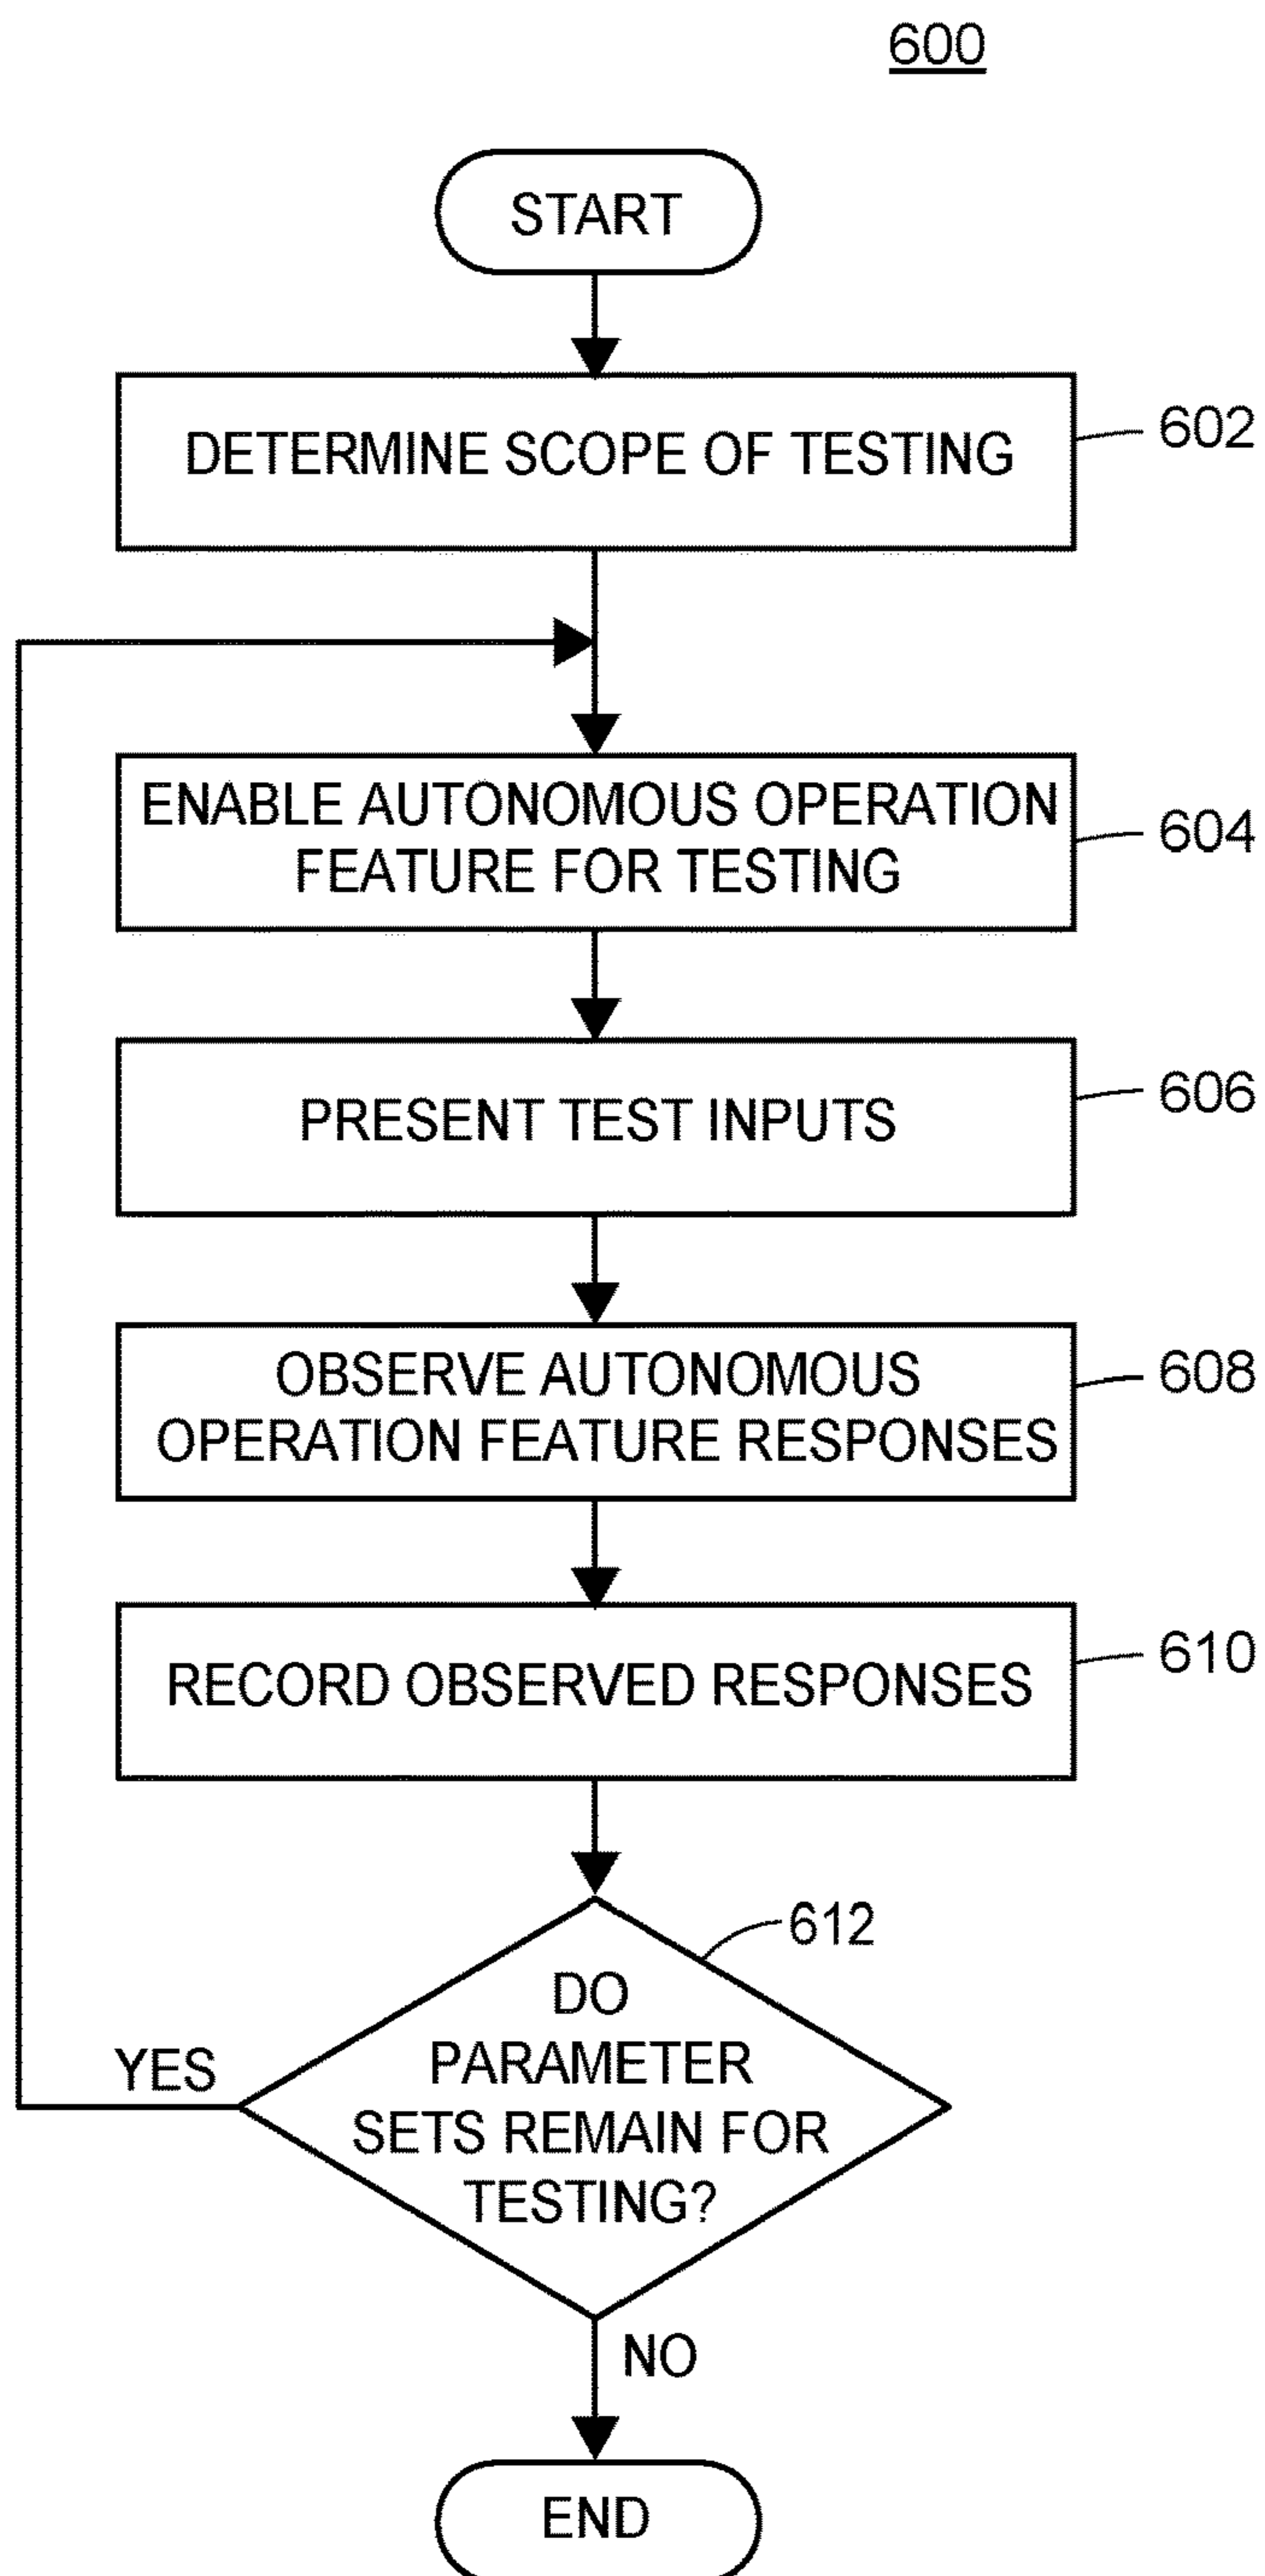 600
START
DETERMINE SCOPE OF TESTING
602
ENABLE AUTONOMOUS OPERATION
FEATURE FOR TESTING
604
PRESENT TEST INPUTS
606
OBSERVE AUTONOMOUS
OPERATION FEATURE RESPONSES
608
RECORD OBSERVED RESPONSES
610
612
DO
PARAMETER
SETS REMAIN FOR
TESTING?
YES
NO
END